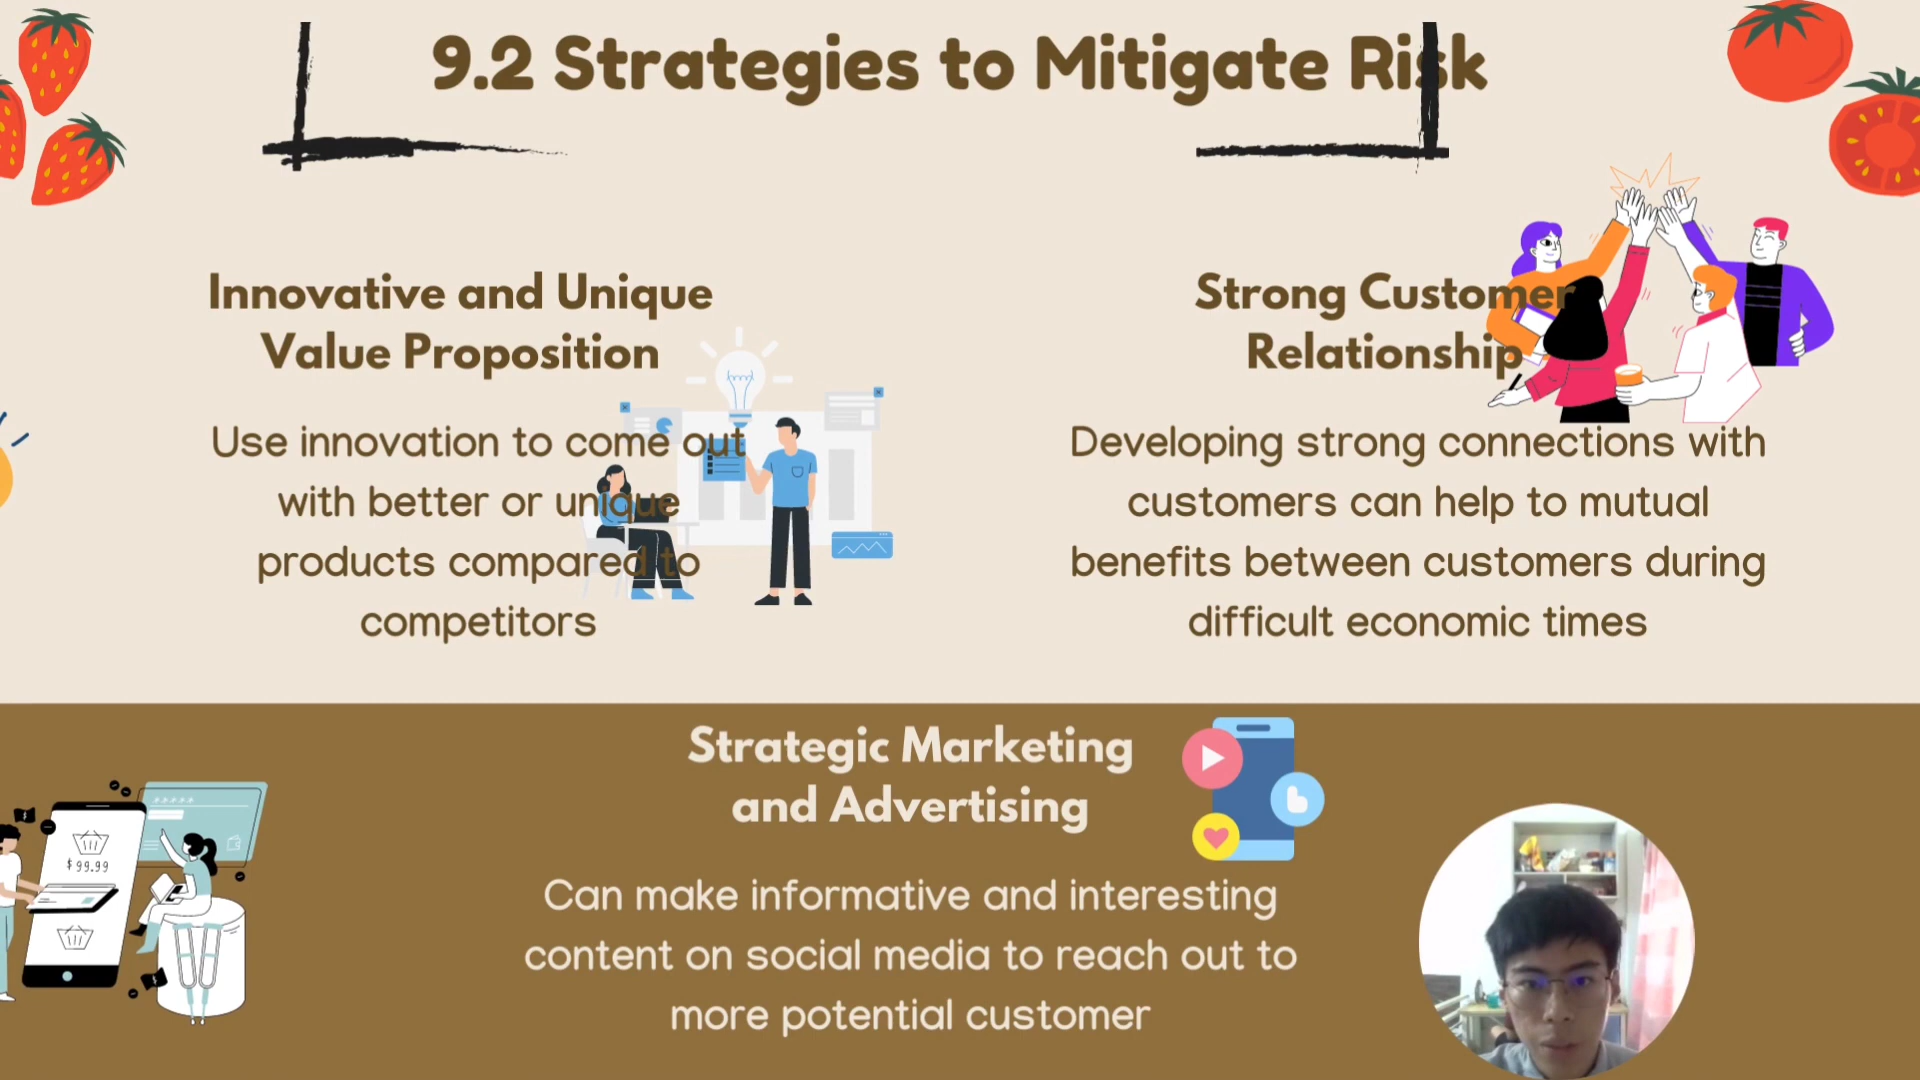 9.2 Strategies to Mitigate Risk
Innovative and Unique
Value Proposition
Use innovation to come out
with better or unique
products compared to
competitors
Strong Customer
Relationship
Developing strong connections with
customers can help to mutual
benefits between customers during
difficult economic times
Strategic Marketing
and Advertising
Can make informative and interesting
content on social media to reach out to
more potential customer
$99.99